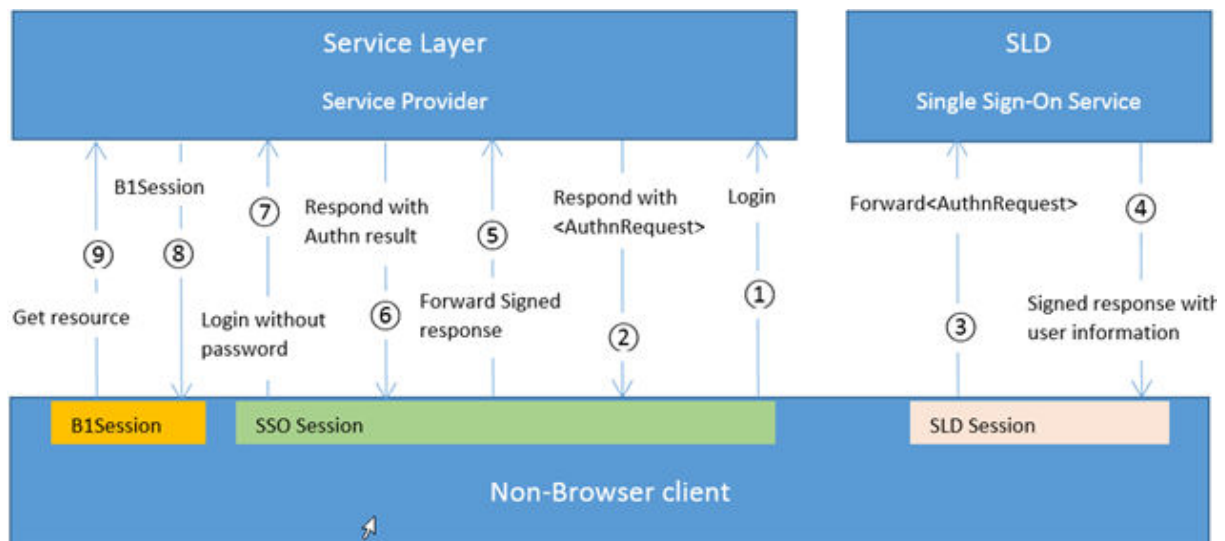 Service Layer
Service Provider
SLD
Single Sign-On Service
B1Session
⑦
Respond with
Authn result
⑤
Respond with
<AuthnRequest>
Login
Forward<AuthnRequest>
④
⑨
⑧
Get resource
Login without
password
⑥
Forward Signed
response
②
①
③
Signed response with
user information
B1Session
SSO Session
SLD Session
Non-Browser client